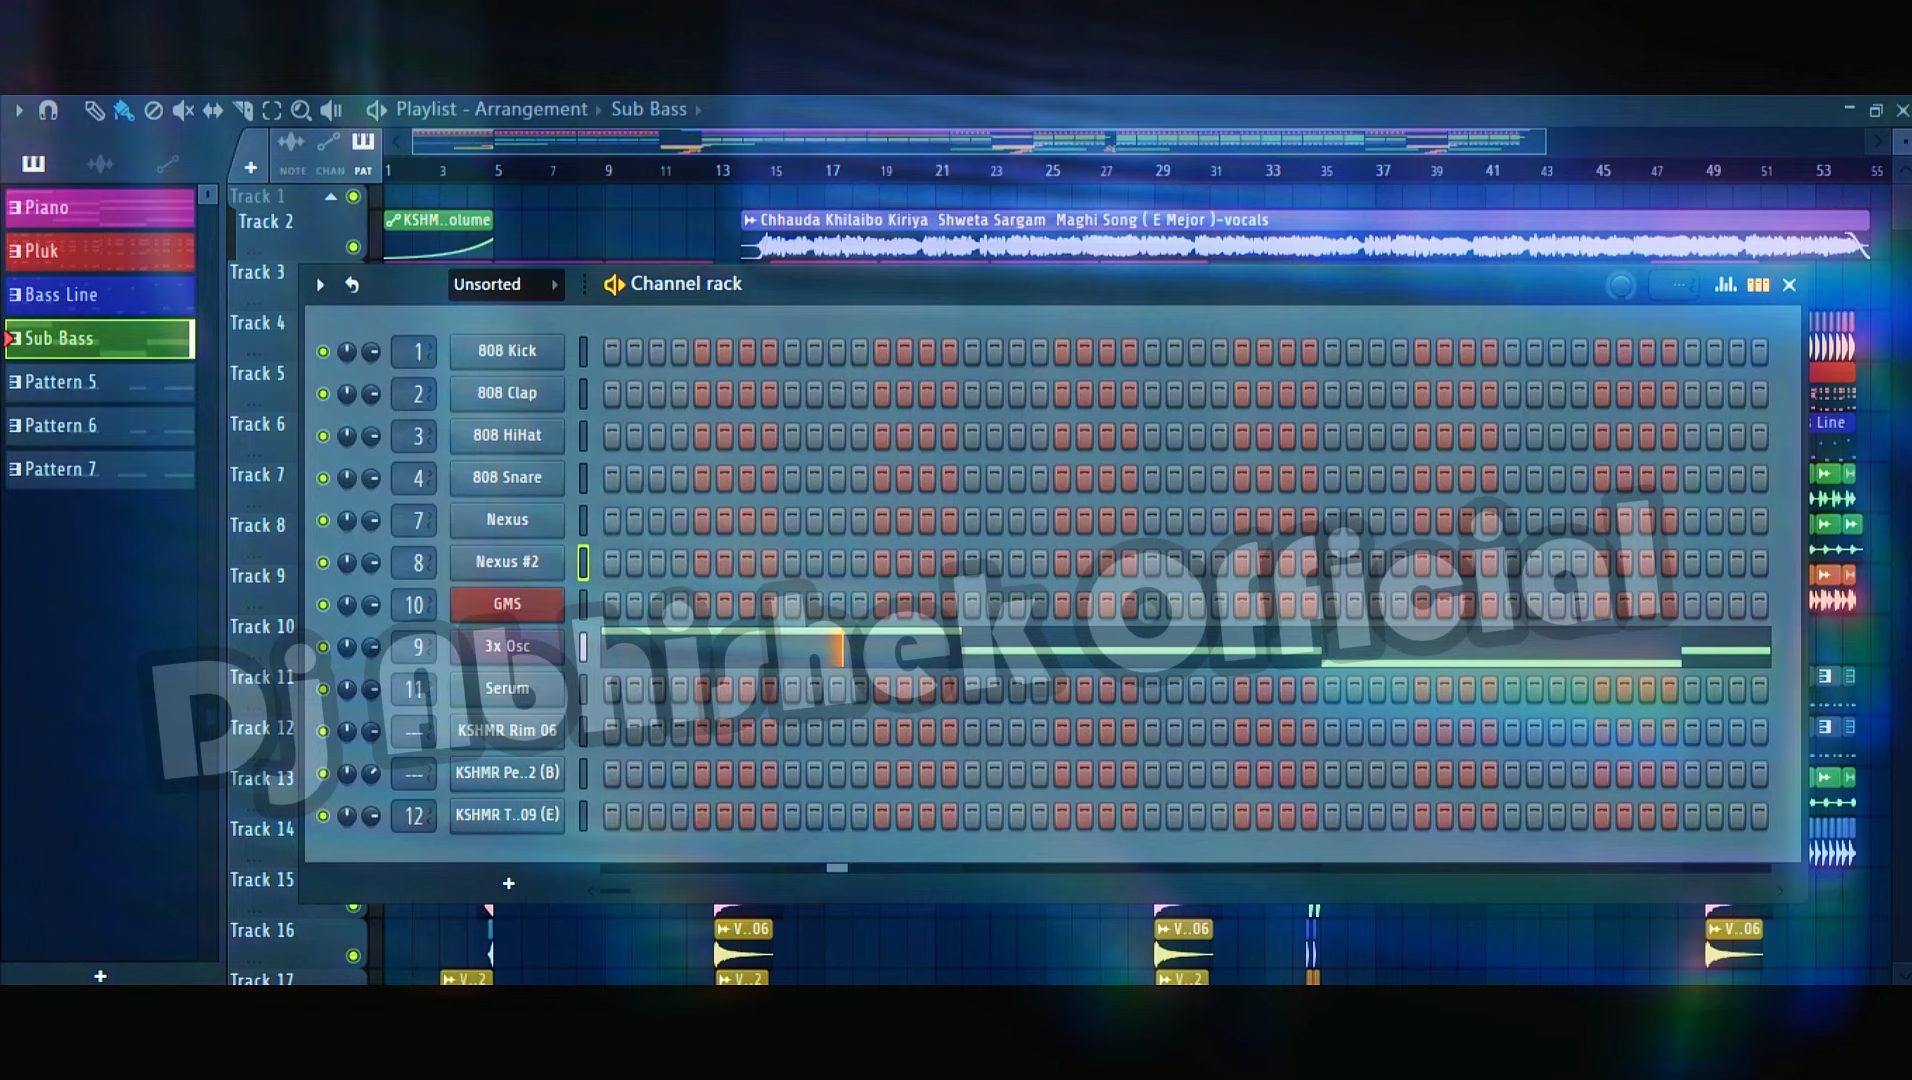 Playlist - Arrangement › Sub Bass ›
NOTE CHAN PAT
1 3 5 7 9 11 13 15 17 19 21 23 25 27 29 31 33 35 37 39 41 43 45 47 49 51 53 55
Piano
Pluk
Bass Line
Sub Bass
Pattern 5
Pattern 6
Pattern 7
Track 1
Track 2
KSHM..olume
Chhauda Khilaibo Kiriya Shweta Sargam Maghi Song ( E Mejor )-vocals
Track 3
Track 4
Track 5
Track 6
Track 7
Track 8
Track 9
Track 10
Track 11
Track 12
Track 13
Track 14
Track 15
Track 16
Track 17
Unsorted
Channel rack
1 808 Kick
2 808 Clap
3 808 HiHat
4 808 Snare
7 Nexus
8 Nexus #2
10 GMS
9 3x Osc
11 Serum
--- KSHMR Rim 06
--- KSHMR Pe..2 (B)
12 KSHMR T..09 (E)
Line
V..06 V..06 V..06
V..2 V..2 V..2
Dj Abhishek Official